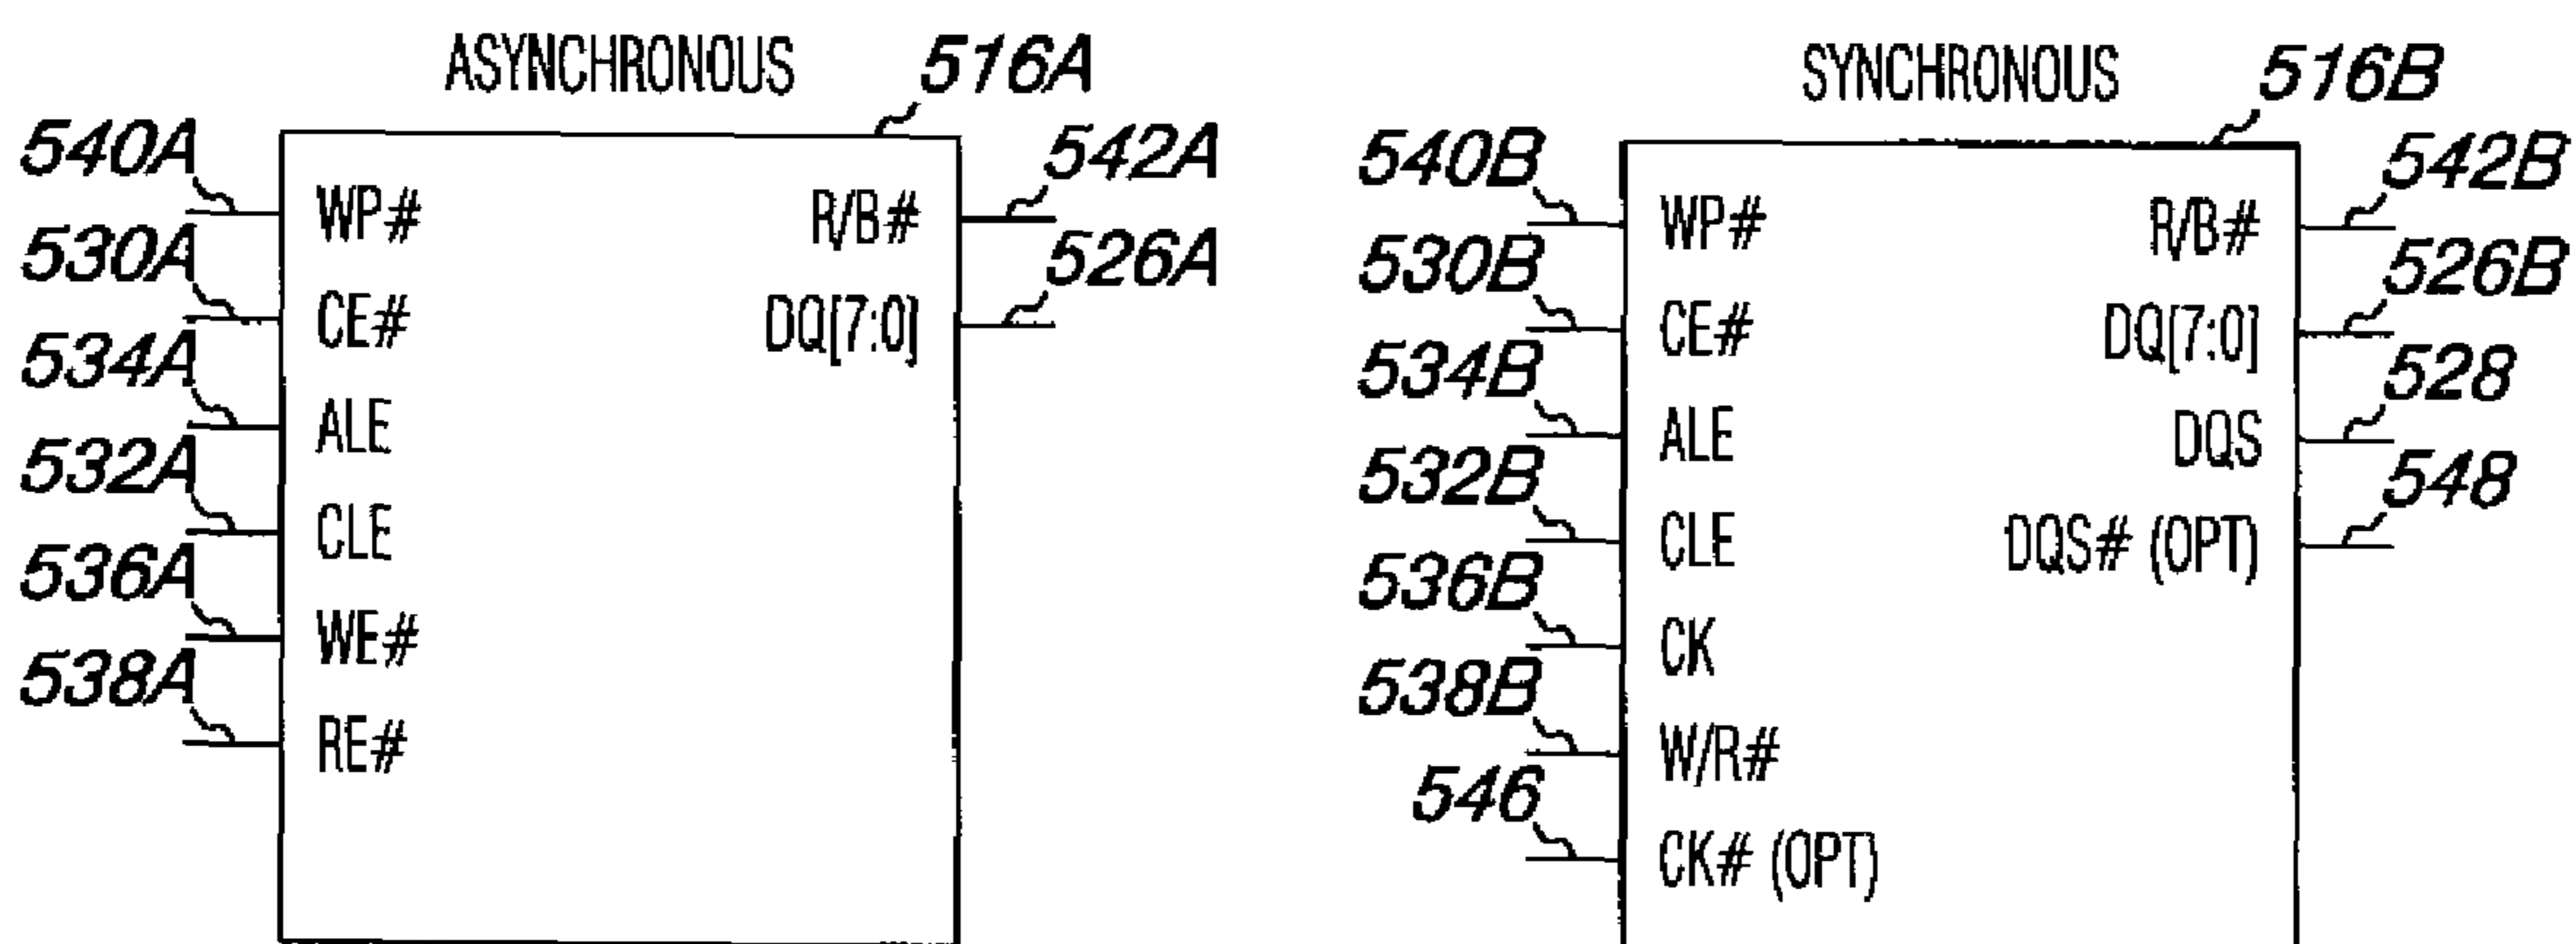 ASYNCHRONOUS
516A
540A
WP#
530A
CE#
534A
ALE
532A
CLE
536A
WE#
538A
RE#
R/B#
542A
DQ[7:0]
526A
SYNCHRONOUS
516B
540B
WP#
530B
CE#
534B
ALE
532B
CLE
536B
CK
538B
W/R#
546
CK# (OPT)
R/B#
542B
DQ[7:0]
526B
DQS
528
DQS# (OPT)
548